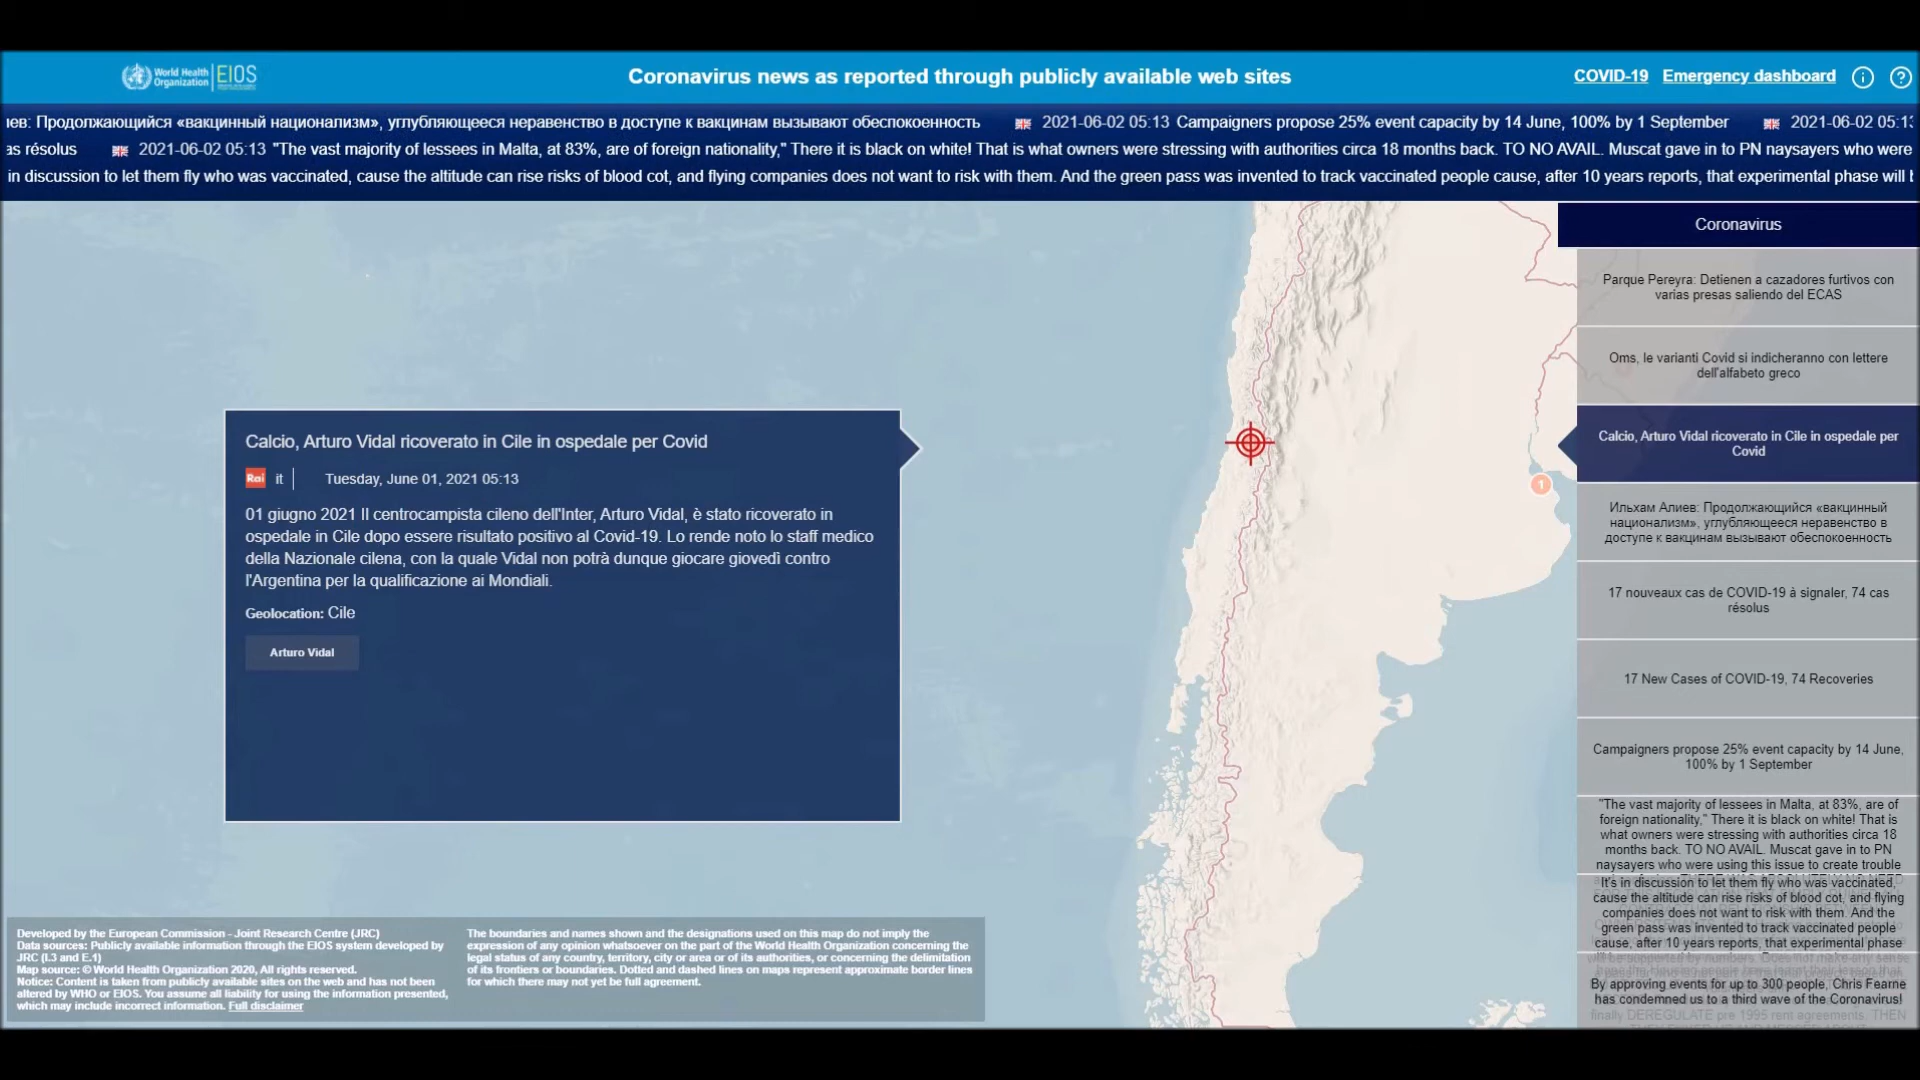 World Health Organization EIOS
Coronavirus news as reported through publicly available web sites
COVID-19 Emergency dashboard
иев: Продолжающийся «вакцинный национализм», углубляющееся неравенство в доступе к вакцинам вызывают обеспокоенность 2021-06-02 05:13 Campaigners propose 25% event capacity by 14 June, 100% by 1 September 2021-06-02 05:13
as résolus 2021-06-02 05:13 "The vast majority of lessees in Malta, at 83%, are of foreign nationality," There it is black on white! That is what owners were stressing with authorities circa 18 months back. TO NO AVAIL. Muscat gave in to PN naysayers who were
in discussion to let them fly who was vaccinated, cause the altitude can rise risks of blood cot, and flying companies does not want to risk with them. And the green pass was invented to track vaccinated people cause, after 10 years reports, that experimental phase will
Coronavirus
Parque Pereyra: Detienen a cazadores furtivos con
varias presas saliendo del ECAS
Oms, le varianti Covid si indicheranno con lettere
dell'alfabeto greco
Calcio, Arturo Vidal ricoverato in Cile in ospedale per
Covid
Ильхам Алиев: Продолжающийся «вакцинный
национализм», углубляющееся неравенство в
доступе к вакцинам вызывают обеспокоенность
17 nouveaux cas de COVID-19 à signaler, 74 cas
résolus
17 New Cases of COVID-19, 74 Recoveries
Campaigners propose 25% event capacity by 14 June,
100% by 1 September
"The vast majority of lessees in Malta, at 83%, are of
foreign nationality," There it is black on white! That is
what owners were stressing with authorities circa 18
months back. TO NO AVAIL. Muscat gave in to PN
naysayers who were using this issue to create trouble
It's in discussion to let them fly who was vaccinated,
cause the altitude can rise risks of blood cot, and flying
companies does not want to risk with them. And the
green pass was invented to track vaccinated people
cause, after 10 years reports, that experimental phase
By approving events for up to 300 people, Chris Fearne
has condemned us to a third wave of the Coronavirus!
finally DEREGULATE pre 1995 rent agreements. THEN
Calcio, Arturo Vidal ricoverato in Cile in ospedale per Covid
Rai it Tuesday, June 01, 2021 05:13
01 giugno 2021 Il centrocampista cileno dell'Inter, Arturo Vidal, è stato ricoverato in
ospedale in Cile dopo essere risultato positivo al Covid-19. Lo rende noto lo staff medico
della Nazionale cilena, con la quale Vidal non potrà dunque giocare giovedì contro
l'Argentina per la qualificazione ai Mondiali.
Geolocation: Cile
Arturo Vidal
1
Developed by the European Commission - Joint Research Centre (JRC)
Data sources: Publicly available information through the EIOS system developed by
JRC (I.3 and E.1)
Map source: © World Health Organization 2020, All rights reserved.
Notice: Content is taken from publicly available sites on the web and has not been
altered by WHO or EIOS. You assume all liability for using the information presented,
which may include incorrect information. Full disclaimer
The boundaries and names shown and the designations used on this map do not imply the
expression of any opinion whatsoever on the part of the World Health Organization concerning the
legal status of any country, territory, city or area or of its authorities, or concerning the delimitation
of its frontiers or boundaries. Dotted and dashed lines on maps represent approximate border lines
for which there may not yet be full agreement.